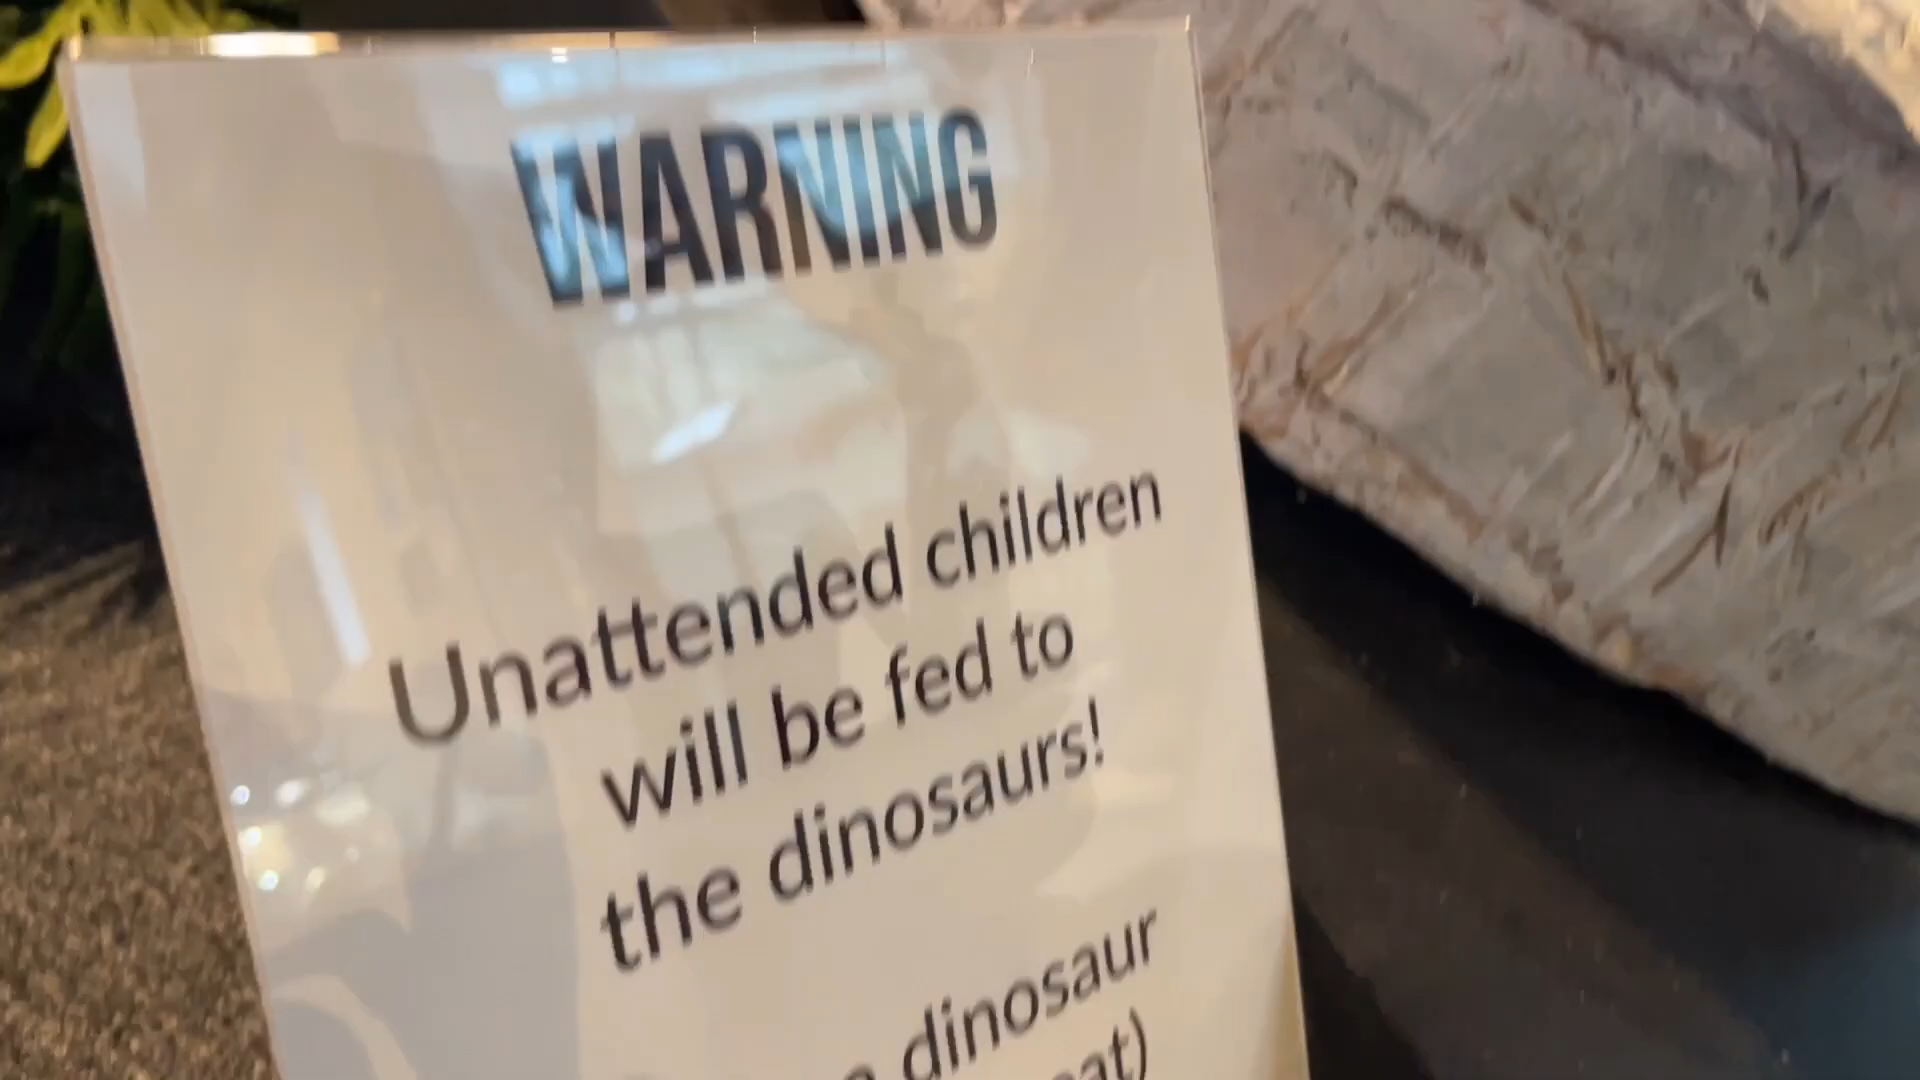 WARNING
Unattended children
will be fed to
the dinosaurs!
dinosaur